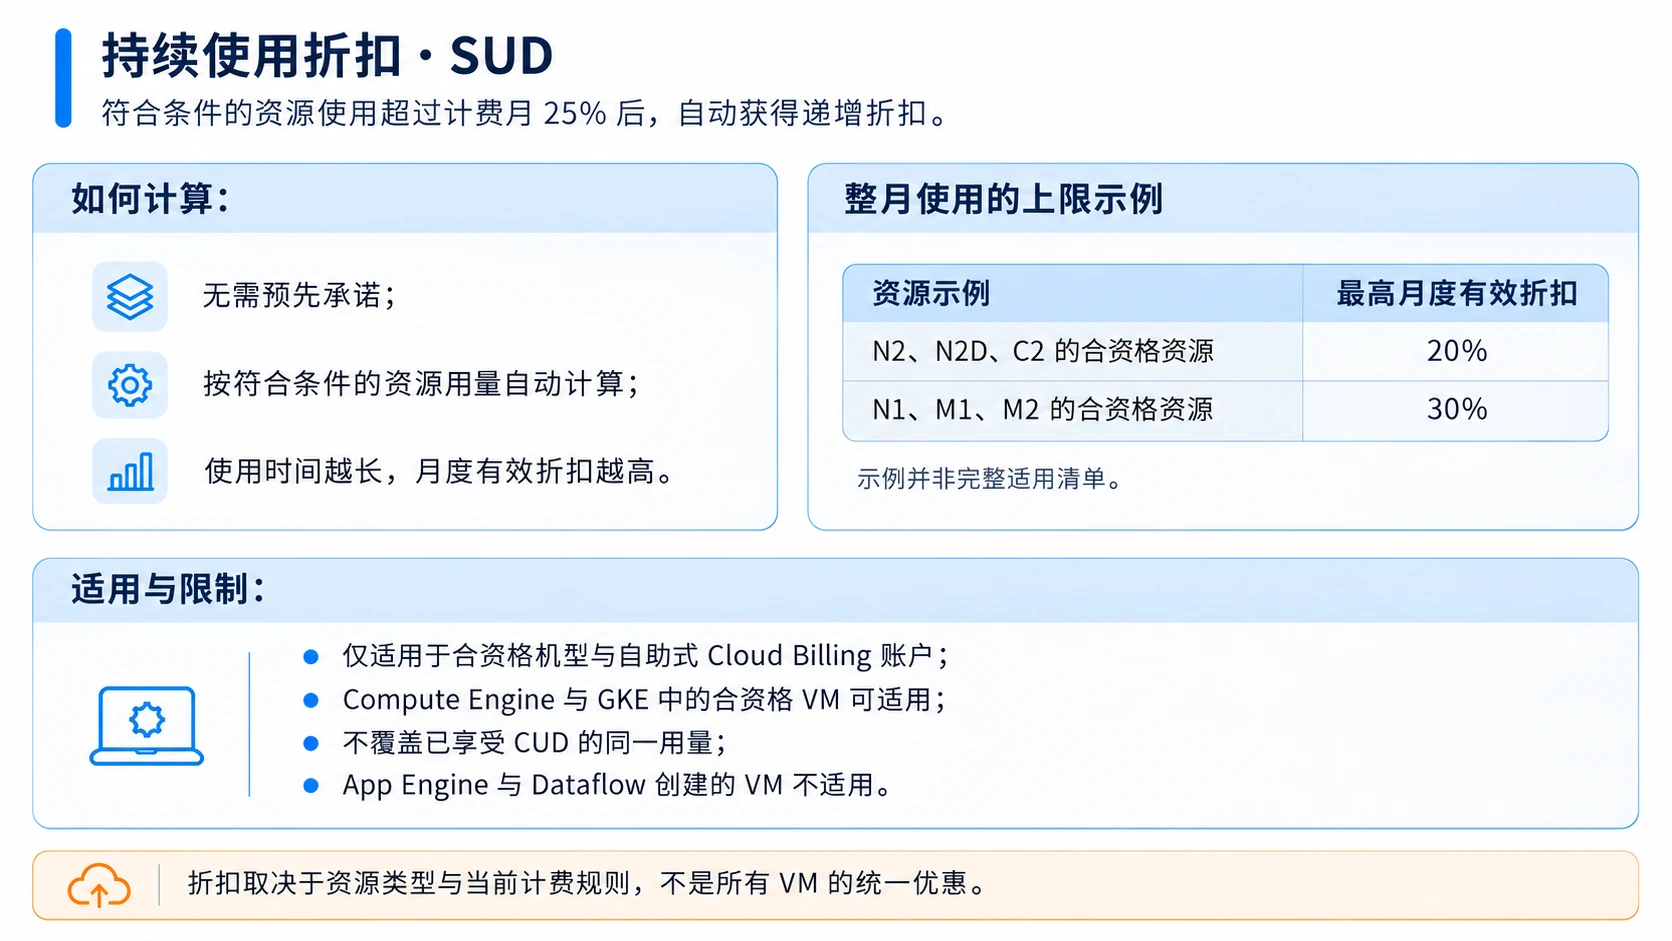 持续使用折扣·SUD
符合条件的资源使用超过计费月 25% 后，自动获得递增折扣。
如何计算：
无需预先承诺；
按符合条件的资源用量自动计算；
使用时间越长，月度有效折扣越高。
整月使用的上限示例
资源示例 最高月度有效折扣
N2、N2D、C2 的合资格资源 20%
N1、M1、M2 的合资格资源 30%
示例并非完整适用清单。
适用与限制：
仅适用于合资格机型与自助式 Cloud Billing 账户；
Compute Engine 与 GKE 中的合资格 VM 可适用；
不覆盖已享受 CUD 的同一用量；
App Engine 与 Dataflow 创建的 VM 不适用。
折扣取决于资源类型与当前计费规则，不是所有 VM 的统一优惠。